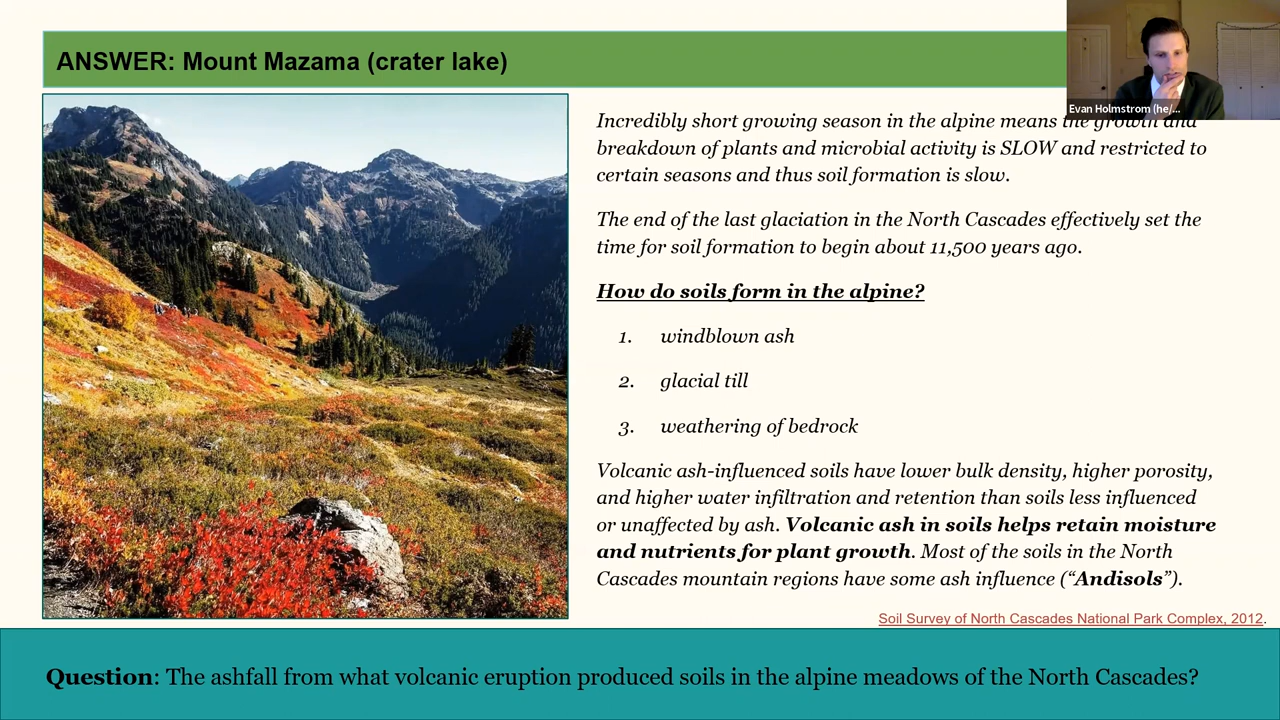 ANSWER: Mount Mazama (crater lake)
Evan Holmstrom (he/...
Incredibly short growing season in the alpine means the growth and
breakdown of plants and microbial activity is SLOW and restricted to
certain seasons and thus soil formation is slow.
The end of the last glaciation in the North Cascades effectively set the
time for soil formation to begin about 11,500 years ago.
How do soils form in the alpine?
1. windblown ash
2. glacial till
3. weathering of bedrock
Volcanic ash-influenced soils have lower bulk density, higher porosity,
and higher water infiltration and retention than soils less influenced
or unaffected by ash. Volcanic ash in soils helps retain moisture
and nutrients for plant growth. Most of the soils in the North
Cascades mountain regions have some ash influence (“Andisols”).
Soil Survey of North Cascades National Park Complex, 2012.
Question: The ashfall from what volcanic eruption produced soils in the alpine meadows of the North Cascades?